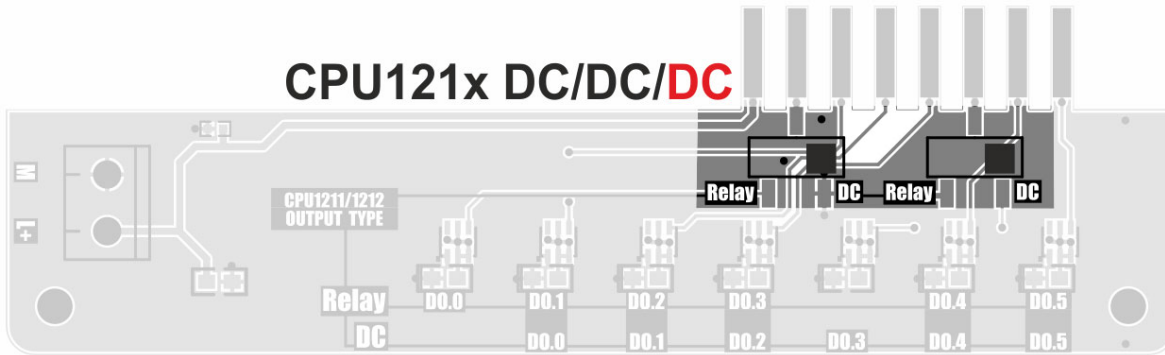 CPU121x DC/DC/DC
M
L+
CPU1211/1212
OUTPUT TYPE
Relay DC Relay DC
Relay D0.0 D0.1 D0.2 D0.3 D0.4 D0.5
DC D0.0 D0.1 D0.2 D0.3 D0.4 D0.5